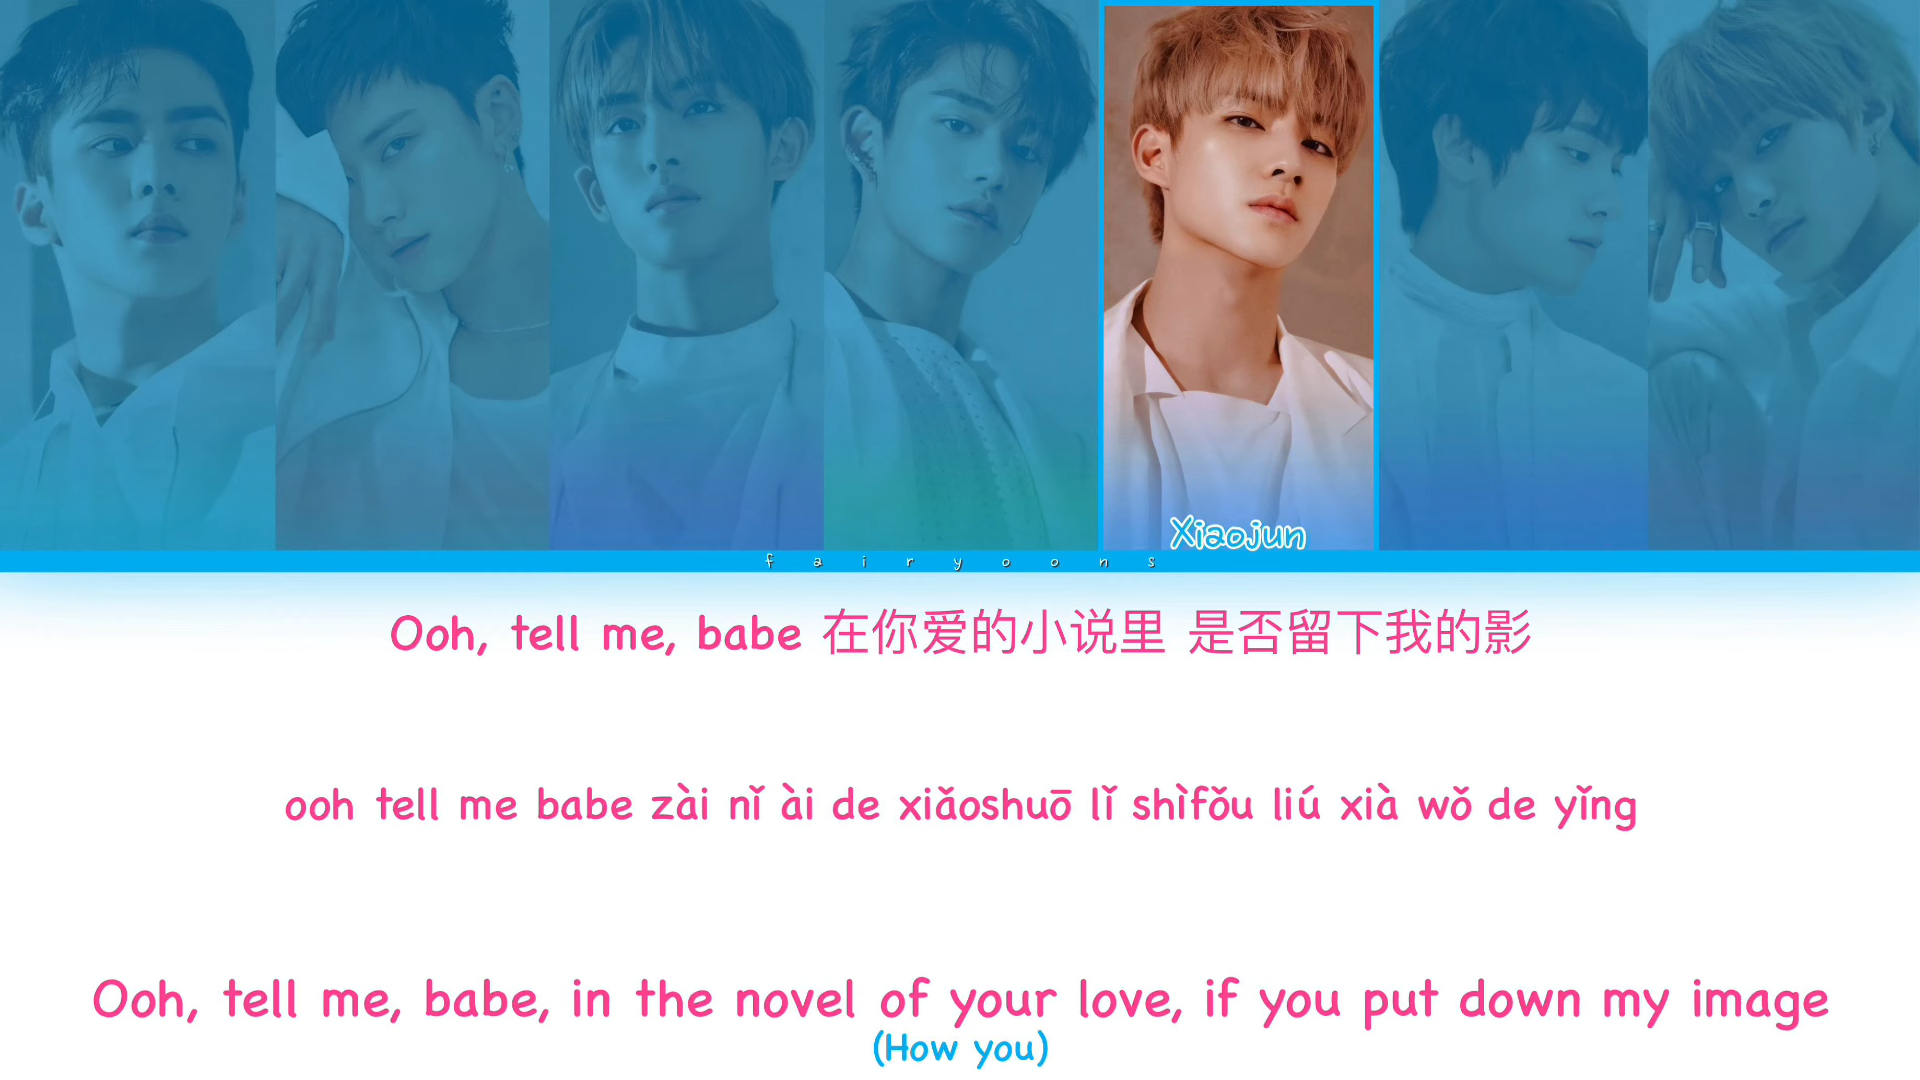 Xiaojun
fairyoons
Ooh, tell me, babe 在你爱的小说里 是否留下我的影
ooh tell me babe zài nǐ ài de xiǎoshuō lǐ shìfǒu liú xià wǒ de yǐng
Ooh, tell me, babe, in the novel of your love, if you put down my image
(How you)